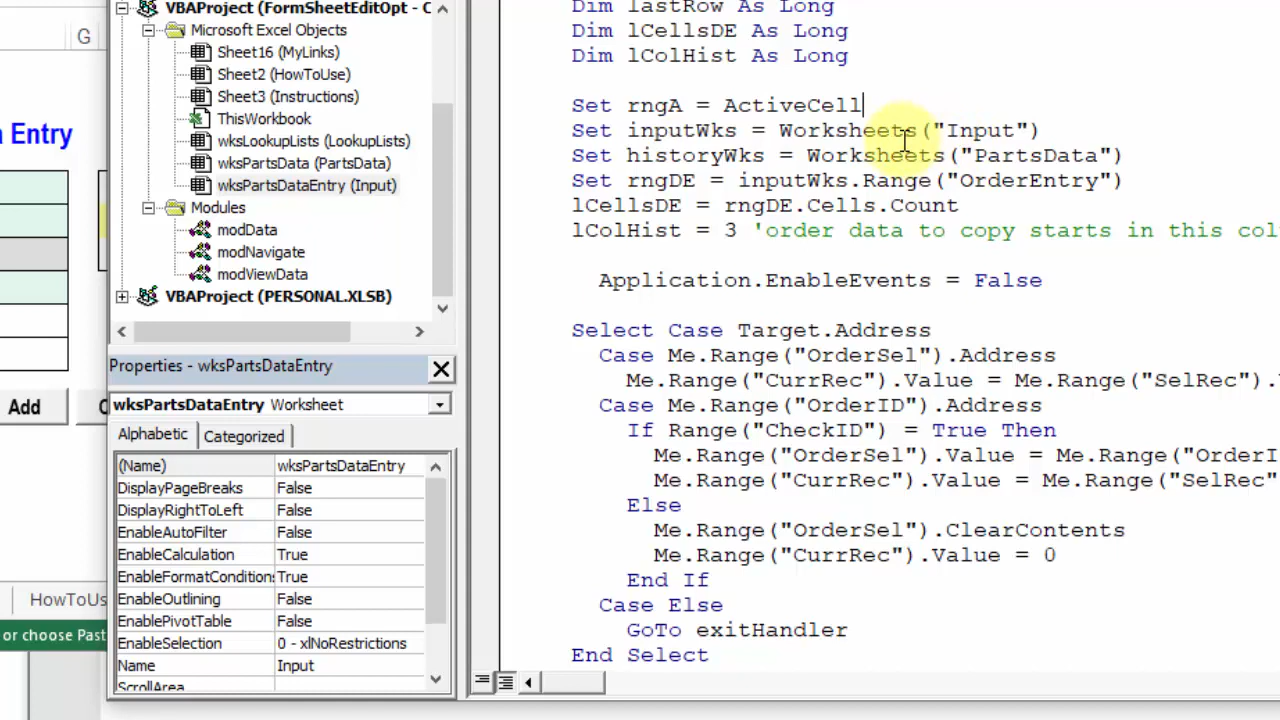 G
a Entry
Add
HowToUs
or choose Past
VBAProject (FormSheetEditOpt - C
Microsoft Excel Objects
Sheet16 (MyLinks)
Sheet2 (HowToUse)
Sheet3 (Instructions)
ThisWorkbook
wksLookupLists (LookupLists)
wksPartsData (PartsData)
wksPartsDataEntry (Input)
Modules
modData
modNavigate
modViewData
VBAProject (PERSONAL.XLSB)
Properties - wksPartsDataEntry
wksPartsDataEntry Worksheet
Alphabetic Categorized
(Name) wksPartsDataEntry
DisplayPageBreaks False
DisplayRightToLeft False
EnableAutoFilter False
EnableCalculation True
EnableFormatCondition: True
EnableOutlining False
EnablePivotTable False
EnableSelection 0 - xlNoRestrictions
Name Input
ScrollArea
Dim lastRow As Long
Dim lCellsDE As Long
Dim lColHist As Long
Set rngA = ActiveCell
Set inputWks = Worksheets("Input")
Set historyWks = Worksheets("PartsData")
Set rngDE = inputWks.Range("OrderEntry")
lCellsDE = rngDE.Cells.Count
lColHist = 3 'order data to copy starts in this col
Application.EnableEvents = False
Select Case Target.Address
Case Me.Range("OrderSel").Address
Me.Range("CurrRec").Value = Me.Range("SelRec").
Case Me.Range("OrderID").Address
If Range("CheckID") = True Then
Me.Range("OrderSel").Value = Me.Range("OrderI
Me.Range("CurrRec").Value = Me.Range("SelRec"
Else
Me.Range("OrderSel").ClearContents
Me.Range("CurrRec").Value = 0
End If
Case Else
GoTo exitHandler
End Select